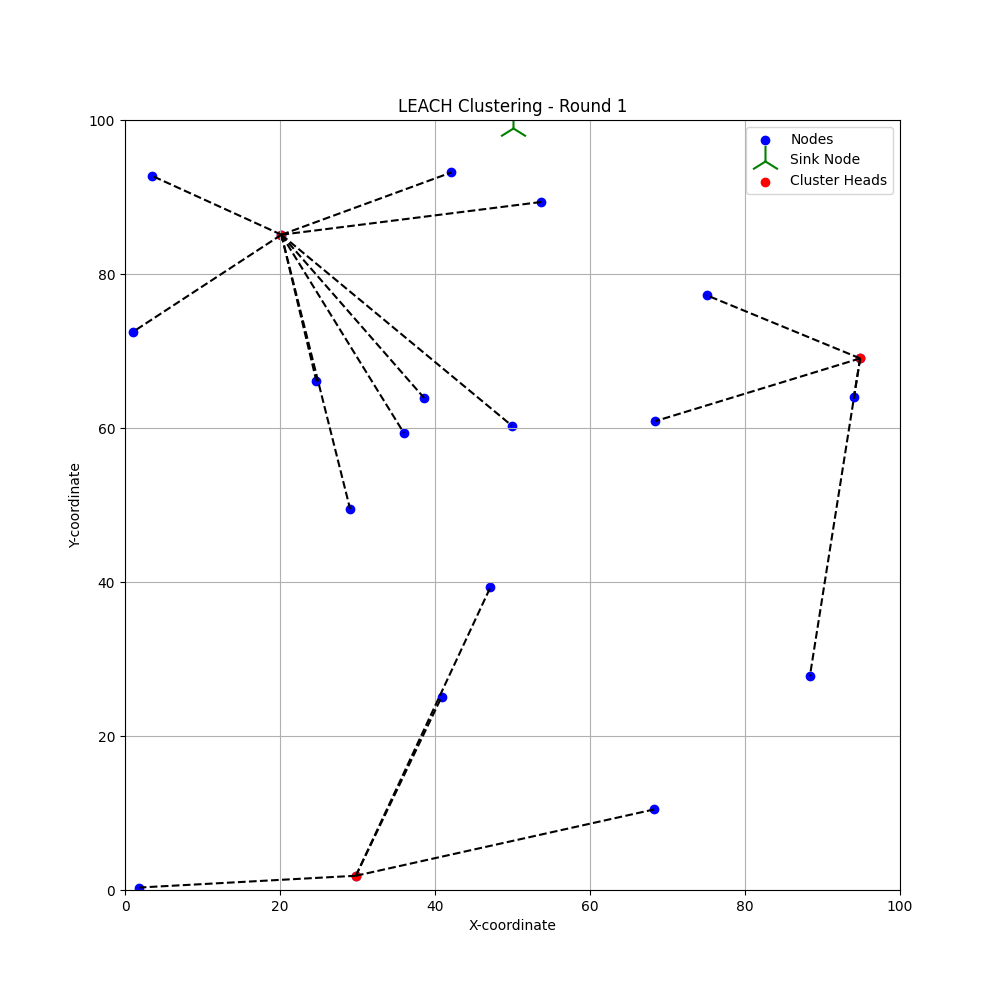 LEACH Clustering - Round 1
Nodes
Sink Node
Cluster Heads
Y-coordinate
100
80
60
40
20
0
0 20 40 60 80 100
X-coordinate